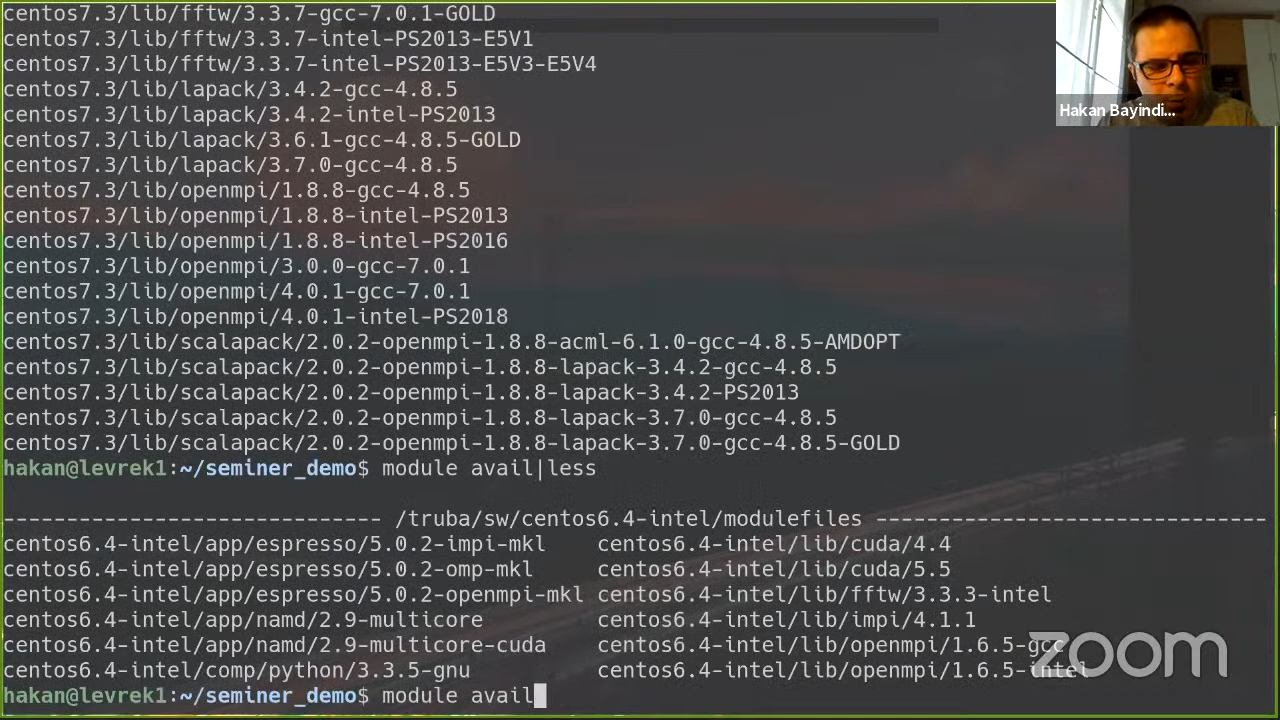 centos7.3/lib/fftw/3.3.7-gcc-7.0.1-GOLD
centos7.3/lib/fftw/3.3.7-intel-PS2013-E5V1
centos7.3/lib/fftw/3.3.7-intel-PS2013-E5V3-E5V4
centos7.3/lib/lapack/3.4.2-gcc-4.8.5
centos7.3/lib/lapack/3.4.2-intel-PS2013
centos7.3/lib/lapack/3.6.1-gcc-4.8.5-GOLD
centos7.3/lib/lapack/3.7.0-gcc-4.8.5
centos7.3/lib/openmpi/1.8.8-gcc-4.8.5
centos7.3/lib/openmpi/1.8.8-intel-PS2013
centos7.3/lib/openmpi/1.8.8-intel-PS2016
centos7.3/lib/openmpi/3.0.0-gcc-7.0.1
centos7.3/lib/openmpi/4.0.1-gcc-7.0.1
centos7.3/lib/openmpi/4.0.1-intel-PS2018
centos7.3/lib/scalapack/2.0.2-openmpi-1.8.8-acml-6.1.0-gcc-4.8.5-AMDOPT
centos7.3/lib/scalapack/2.0.2-openmpi-1.8.8-lapack-3.4.2-gcc-4.8.5
centos7.3/lib/scalapack/2.0.2-openmpi-1.8.8-lapack-3.4.2-PS2013
centos7.3/lib/scalapack/2.0.2-openmpi-1.8.8-lapack-3.7.0-gcc-4.8.5
centos7.3/lib/scalapack/2.0.2-openmpi-1.8.8-lapack-3.7.0-gcc-4.8.5-GOLD
hakan@levrek1:~/seminer_demo$ module avail|less
------------------------------ /truba/sw/centos6.4-intel/modulefiles -------------------------------
centos6.4-intel/app/espresso/5.0.2-impi-mkl    centos6.4-intel/lib/cuda/4.4
centos6.4-intel/app/espresso/5.0.2-omp-mkl     centos6.4-intel/lib/cuda/5.5
centos6.4-intel/app/espresso/5.0.2-openmpi-mkl centos6.4-intel/lib/fftw/3.3.3-intel
centos6.4-intel/app/namd/2.9-multicore         centos6.4-intel/lib/impi/4.1.1
centos6.4-intel/app/namd/2.9-multicore-cuda    centos6.4-intel/lib/openmpi/1.6.5-gcc
centos6.4-intel/comp/python/3.3.5-gnu          centos6.4-intel/lib/openmpi/1.6.5-intel
hakan@levrek1:~/seminer_demo$ module avail
Hakan Bayindi...
zoom